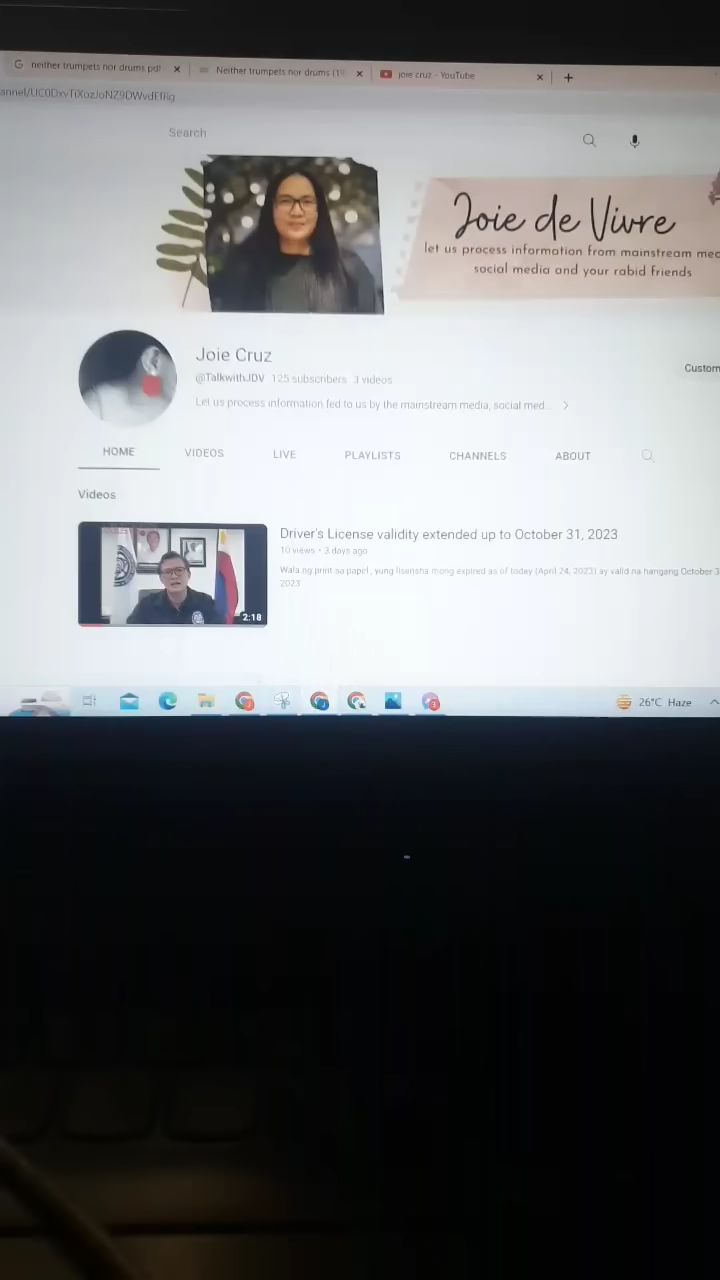 neither trumpets nor drums pdf
Neither trumpets nor drums (19
joie cruz - YouTube
Search
Joie de Vivre
let us process information from mainstream med
social media and your rabid friends
Joie Cruz
@TalkwithJDV 125 subscribers 3 videos
Custom
Let us process information fed to us by the mainstream media, social med...
HOME VIDEOS LIVE PLAYLISTS CHANNELS ABOUT
Videos
Driver's License validity extended up to October 31, 2023
10 views • 3 days ago
Wala ng print sa papel, yung lisensha mong expired as of today (April 24, 2023) ay valid na hangang October 3
2023
2:18
26°C Haze